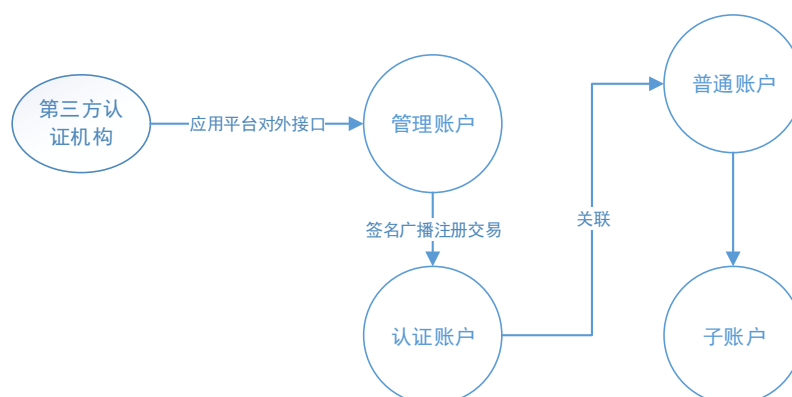 第三方认
证机构
应用平台对外接口
管理账户
签名广播注册交易
认证账户
关联
普通账户
子账户